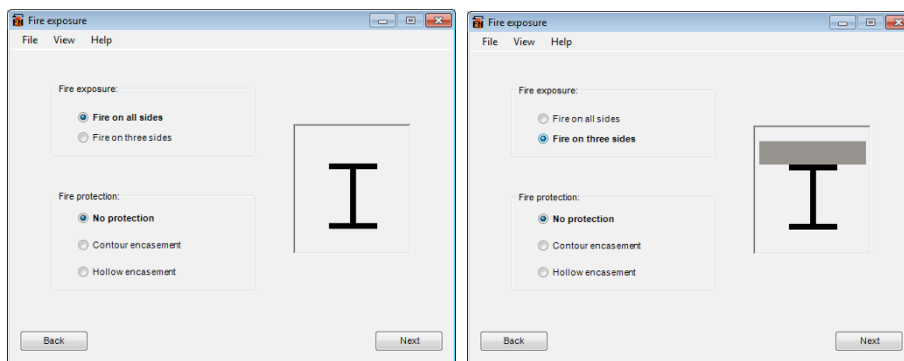 Fire exposure
File View Help
Fire exposure:
Fire on all sides
Fire on three sides
Fire protection:
No protection
Contour encasement
Hollow encasement
Back Next
Fire exposure
File View Help
Fire exposure:
Fire on all sides
Fire on three sides
Fire protection:
No protection
Contour encasement
Hollow encasement
Back Next